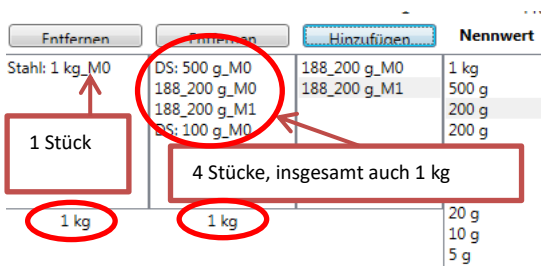 Entfernen Entfernen Hinzufügen Nennwert
Stahl: 1 kg_M0 DS: 500 g_M0 188_200 g_M0 1 kg
188_200 g_M0 188_200 g_M1 500 g
188_200 g_M1 200 g
DS: 100 g_M0 200 g
1 Stück
4 Stücke, insgesamt auch 1 kg
1 kg 1 kg 20 g
10 g
5 g